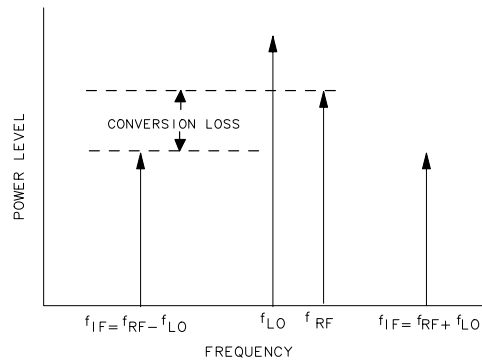 CONVERSION LOSS
POWER LEVEL
fIF= fRF− fLO
fLO
fRF
fIF= fRF+ fLO
FREQUENCY